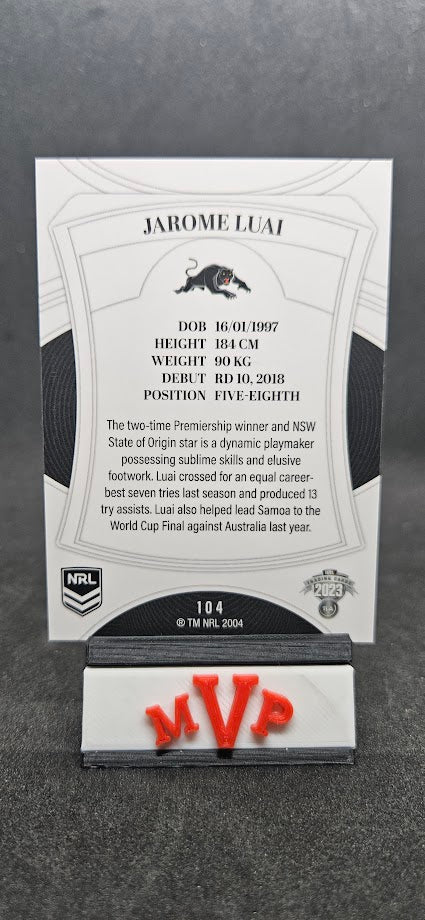 JAROME LUAI
DOB 16/01/1997
HEIGHT 184 CM
WEIGHT 90 KG
DEBUT RD 10, 2018
POSITION FIVE-EIGHTH
The two-time Premiership winner and NSW
State of Origin star is a dynamic playmaker
possessing sublime skills and elusive
footwork. Luai crossed for an equal career-
best seven tries last season and produced 13
try assists. Luai also helped lead Samoa to the
World Cup Final against Australia last year.
NRL
TRADING CARDS
2023
104
® TM NRL 2004
MVP